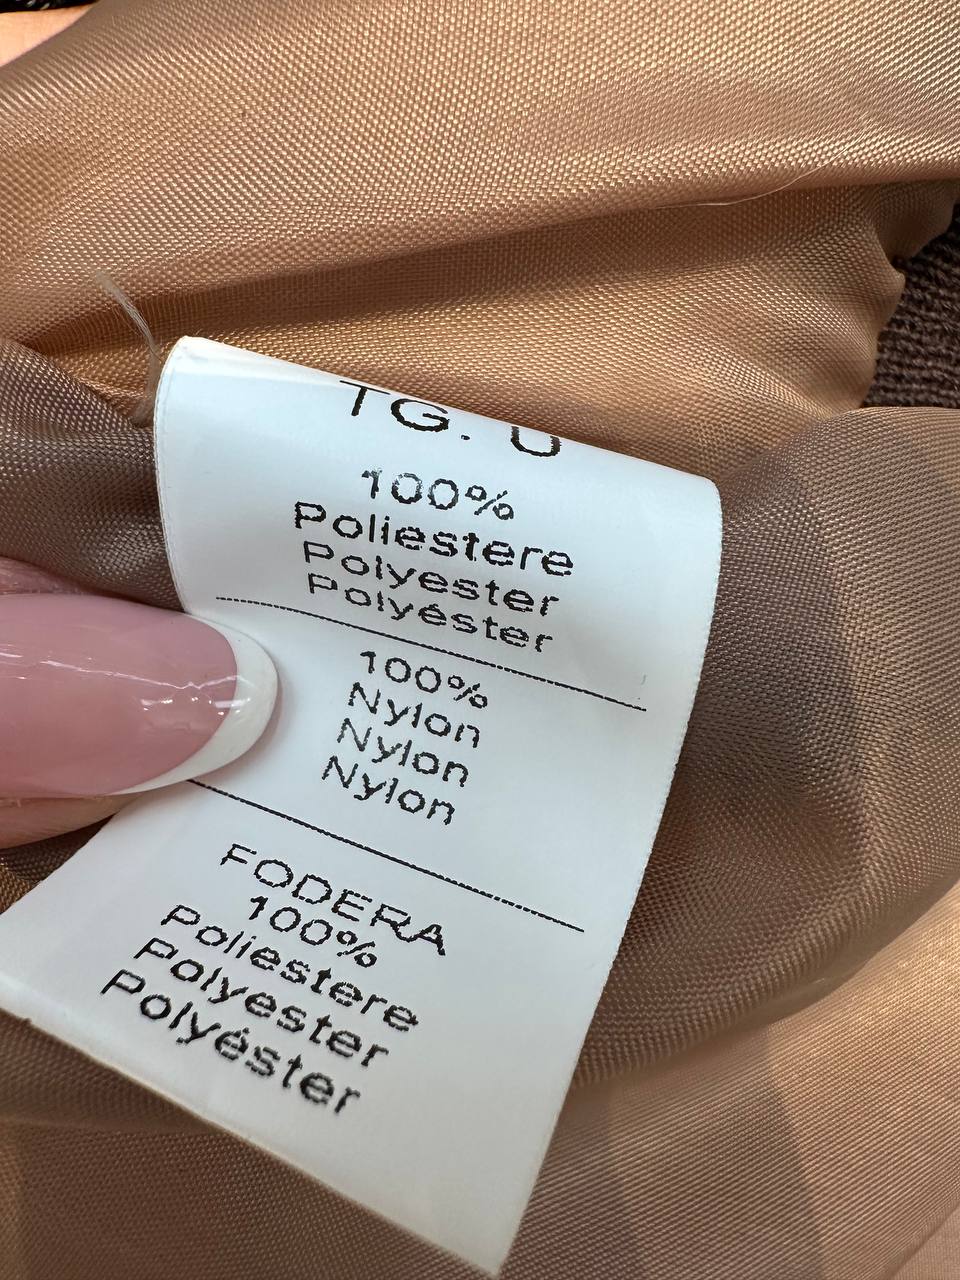 TG. U
100%
Poliestere
Polyester
Polyéster
100%
Nylon
Nylon
Nylon
FODERA
100%
Poliestere
Polyester
Polyéster